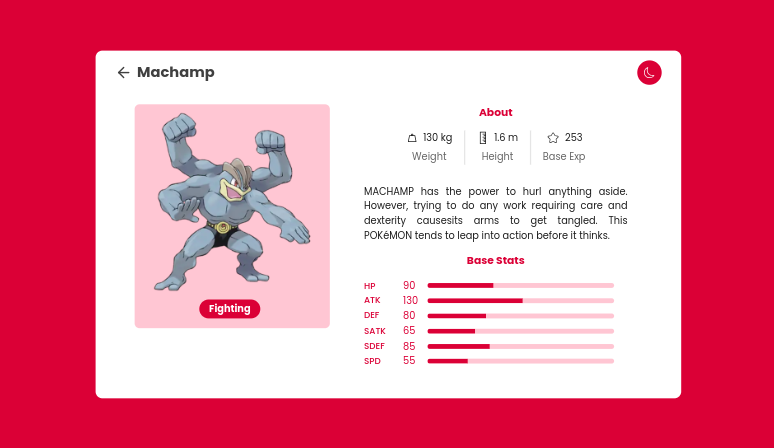 Machamp
About
130 kg 1.6 m 253
Weight Height Base Exp
MACHAMP has the power to hurl anything aside.
However, trying to do any work requiring care and
dexterity causesits arms to get tangled. This
POKéMON tends to leap into action before it thinks.
Fighting
Base Stats
HP 90
ATK 130
DEF 80
SATK 65
SDEF 85
SPD 55